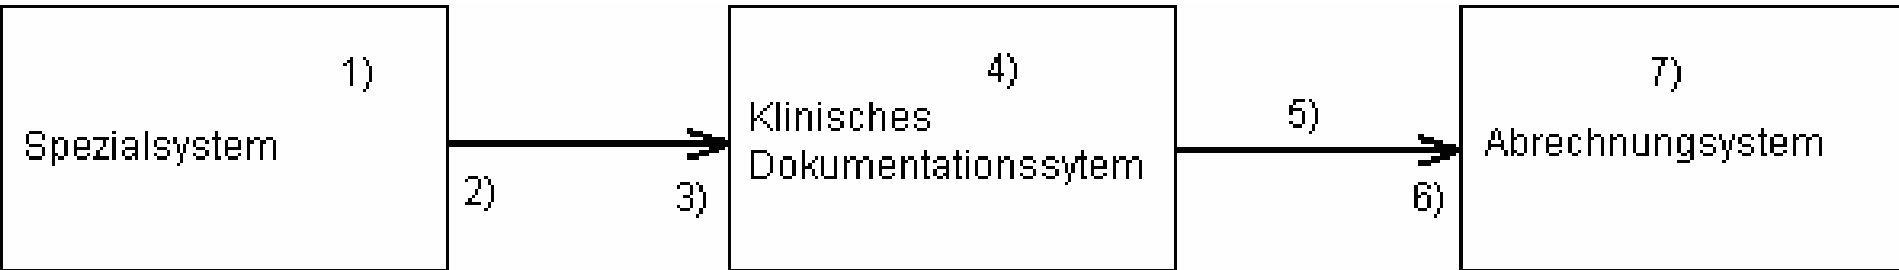 1)
Spezialsystem
2)
3)
4)
Klinisches
Dokumentationssytem
5)
6)
7)
Abrechnungsystem